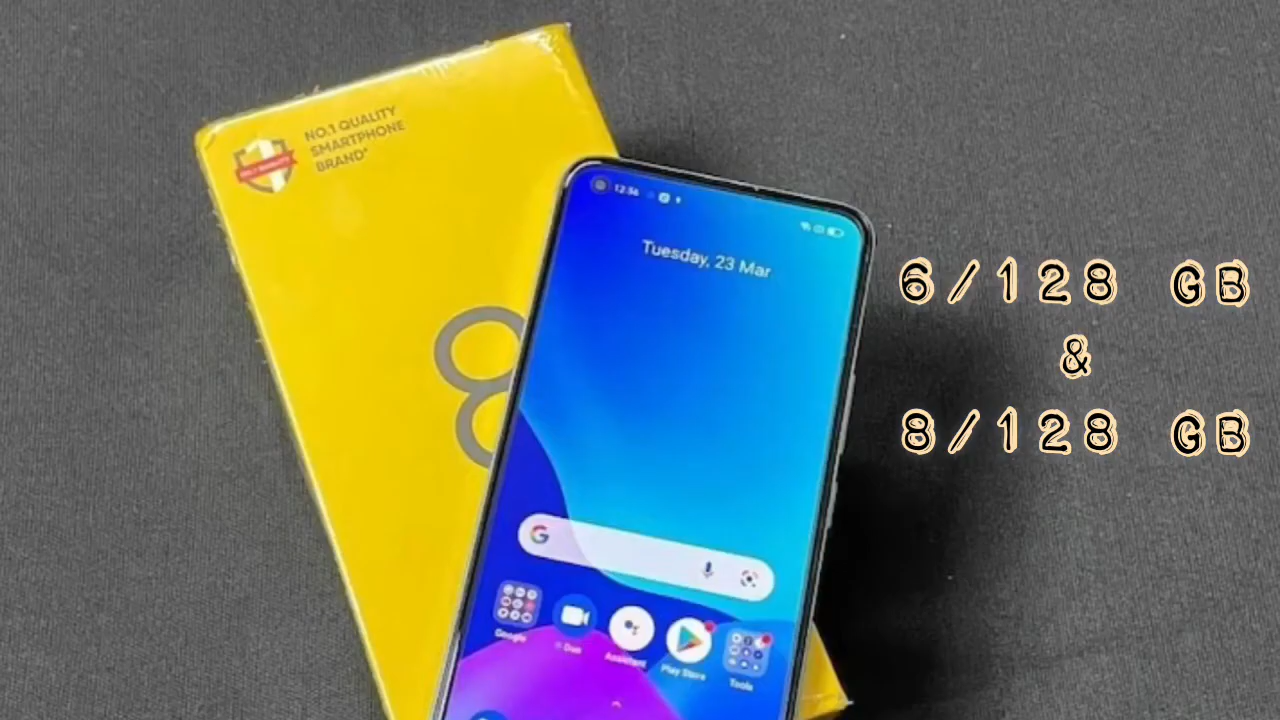 NO.1 QUALITY
SMARTPHONE
BRAND*
8
12:56
Tuesday, 23 Mar
6/128 GB
&
8/128 GB
Google
Duo
Assistant
Play Store
Tools